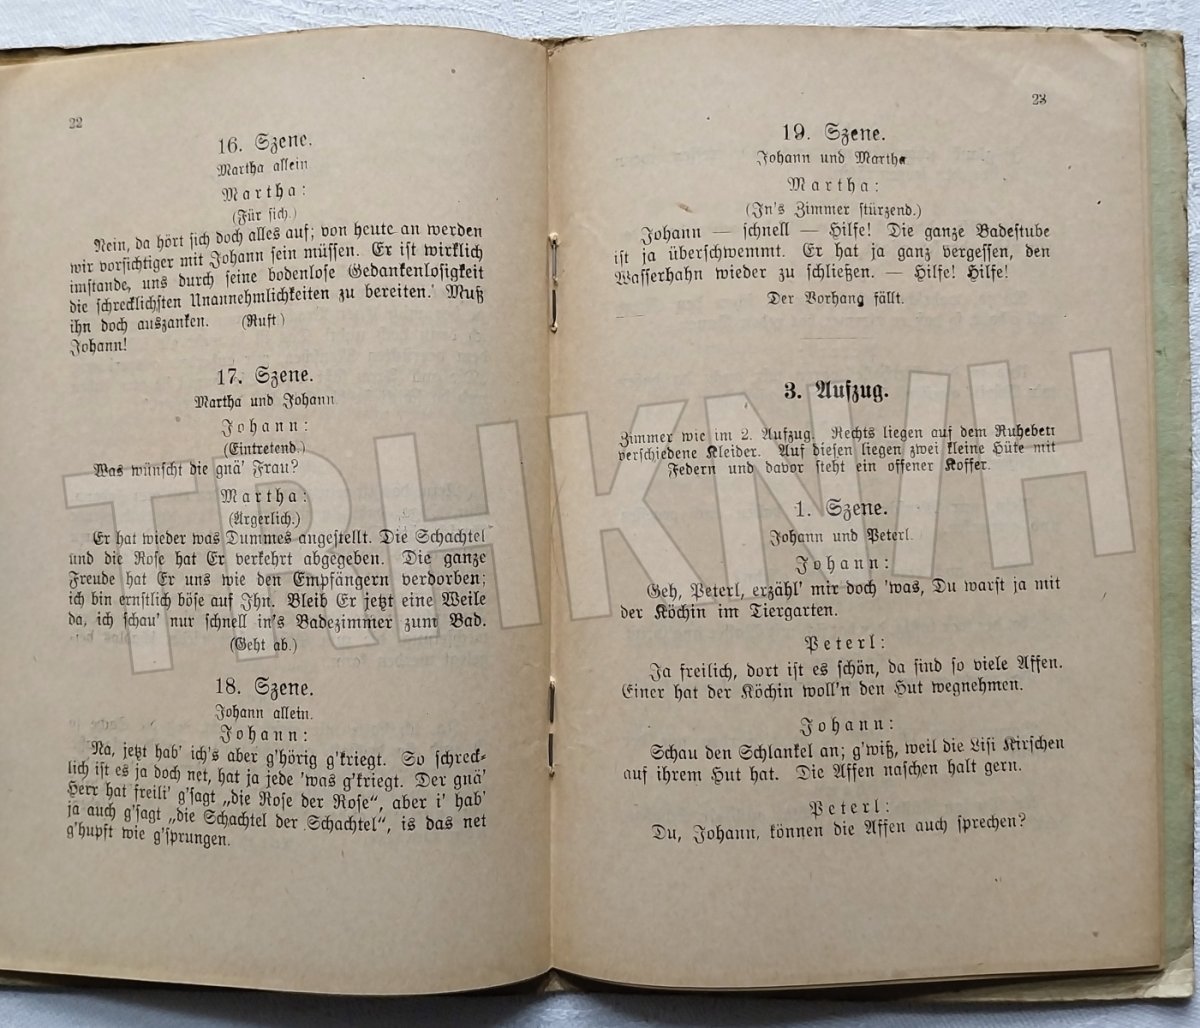 22
16. Szene.
Martha allein
Martha:
(Für sich.)
Nein, da hört sich doch alles auf; von heute an werden
wir vorsichtiger mit Johann sein müssen. Er ist wirklich
imstande, uns durch seine bodenlose Gedankenlosigkeit
die schrecklichsten Unannehmlichkeiten zu bereiten. Muß
ihn doch auszanken. (Ruft)
Johann!
17. Szene.
Martha und Johann.
Johann:
(Eintretend.)
Was wünscht die gnä' Frau?
Martha:
(Ärgerlich.)
Er hat wieder was Dummes angestellt. Die Schachtel
und die Rose hat Er verkehrt abgegeben. Die ganze
Freude hat Er uns wie den Empfängern verdorben;
ich bin ernstlich böse auf Ihn. Bleib Er jetzt eine Weile
da, ich schau' nur schnell in's Badezimmer zum Bad.
(Geht ab.)
18. Szene.
Johann allein.
Johann:
Na, jetzt hab' ich's aber g'hörig g'kriegt. So schreck-
lich ist es ja doch net, hat ja jede 'was g'kriegt. Der gnä'
Herr hat freili' g'sagt „die Rose der Rose“, aber i' hab'
ja auch g'sagt „die Schachtel der Schachtel“, is das net
g'hupft wie g'sprungen.
23
19. Szene.
Johann und Martha
Martha:
(In's Zimmer stürzend.)
Johann — schnell — Hilfe! Die ganze Badestube
ist ja überschwemmt. Er hat ja ganz vergessen, den
Wasserhahn wieder zu schließen. — Hilfe! Hilfe!
Der Vorhang fällt.
3. Aufzug.
Zimmer wie im 2. Aufzug. Rechts liegen auf dem Ruhebett
verschiedene Kleider. Auf diesen liegen zwei kleine Hüte mit
Federn und davor steht ein offener Koffer.
1. Szene.
Johann und Peterl.
Johann:
Geh, Peterl, erzähl' mir doch 'was, Du warst ja mit
der Köchin im Tiergarten.
Peterl:
Ja freilich, dort ist es schön, da sind so viele Affen.
Einer hat der Köchin woll'n den Hut wegnehmen.
Johann:
Schau den Schlankel an; g'wiß, weil die Lisi Kirschen
auf ihrem Hut hat. Die Affen naschen halt gern.
Peterl:
Du, Johann, können die Affen auch sprechen?
TRHKN/H